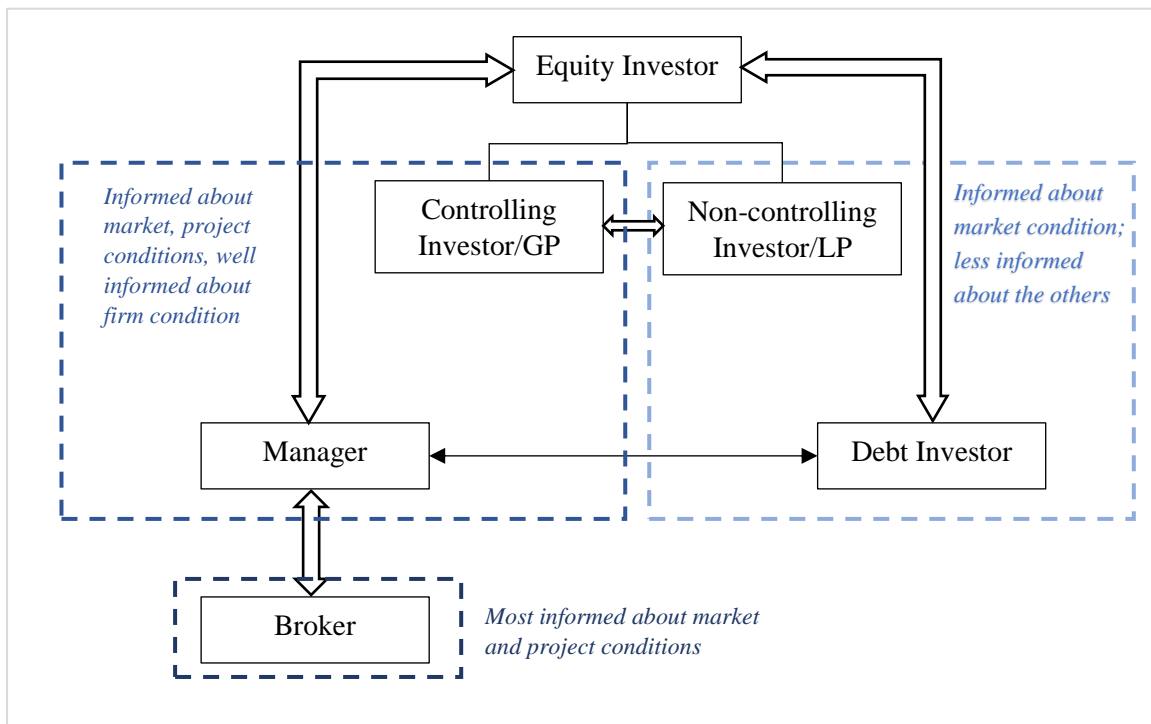 Equity Investor
Informed about
market, project
conditions, well
informed about
firm condition
Controlling
Investor/GP
Non-controlling
Investor/LP
Informed about
market condition;
less informed
about the others
Manager
Debt Investor
Broker
Most informed about market
and project conditions